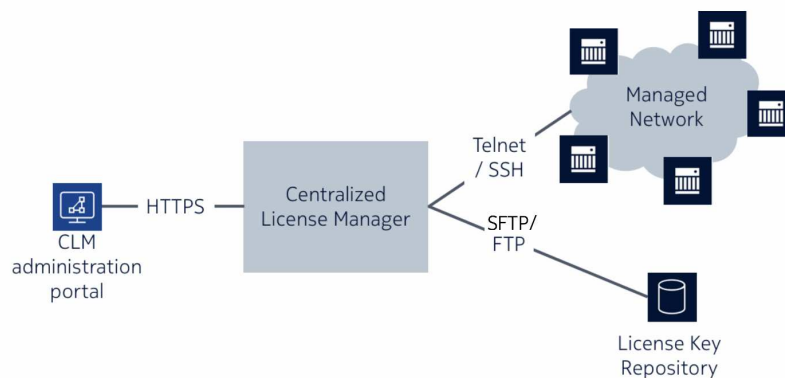 Managed
Network
Telnet
/ SSH
Centralized
License Manager
HTTPS
CLM
administration
portal
SFTP/
FTP
License Key
Repository